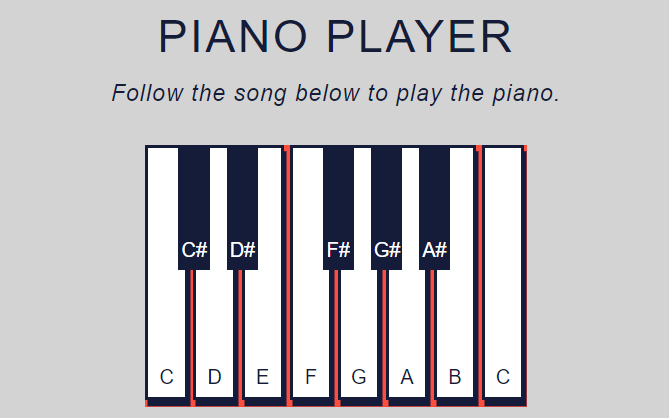 PIANO PLAYER
Follow the song below to play the piano.
C# D# F# G# A#
C D E F G A B C